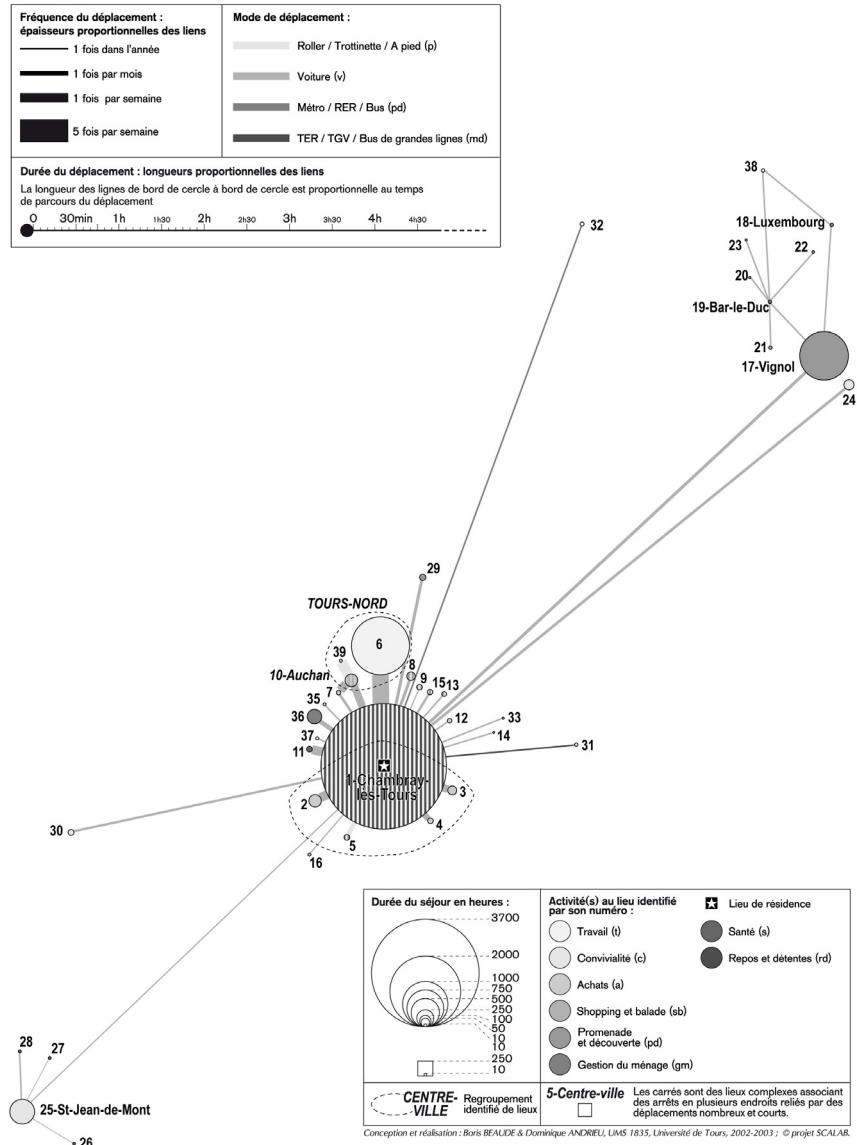 Fréquence du déplacement :
épaisseurs proportionnelles des liens
1 fois dans l'année
1 fois par mois
1 fois par semaine
5 fois par semaine
Mode de déplacement :
Roller / Trottinette / A pied (p)
Voiture (v)
Métro / RER / Bus (pd)
TER / TGV / Bus de grandes lignes (md)
Durée du déplacement : longueurs proportionnelles des liens
La longueur des lignes de bord de cercle à bord de cercle est proportionnelle au temps
de parcours du déplacement
0 30min 1h 1h30 2h 2h30 3h 3h30 4h 4h30
38
32
18-Luxembourg
23
22
20
19-Bar-le-Duc
21
17-Vignol
24
29
TOURS-NORD
6
39
8
10-Auchan
9
15
13
7
35
36
12
33
37
14
11
31
1-Chambray-
les-Tours
2
3
4
30
5
16
28
27
25-St-Jean-de-Mont
26
Durée du séjour en heures :
3700
2000
1000
750
500
250
100
50
10
10
250
10
Activité(s) au lieu identifié
par son numéro :
Travail (t)
Convivialité (c)
Achats (a)
Shopping et balade (sb)
Promenade
et découverte (pd)
Gestion du ménage (gm)
Lieu de résidence
Santé (s)
Repos et détentes (rd)
CENTRE-
VILLE
Regroupement
identifié de lieux
5-Centre-ville
Les carrés sont des lieux complexes associant
des arrêts en plusieurs endroits reliés par des
déplacements nombreux et courts.
Conception et réalisation : Boris BEAUDE & Dominique ANDRIEU, UMS 1835, Université de Tours, 2002-2003 ; © projet SCALAB.